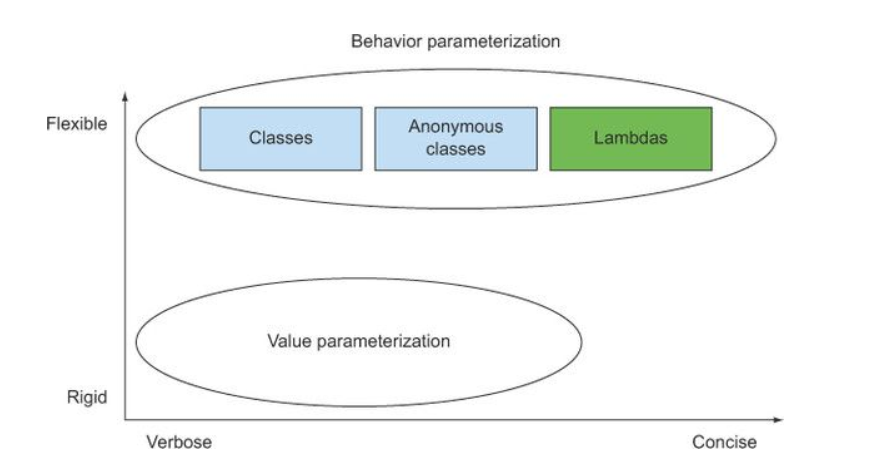 Behavior parameterization
Flexible
Classes
Anonymous
classes
Lambdas
Value parameterization
Rigid
Verbose
Concise